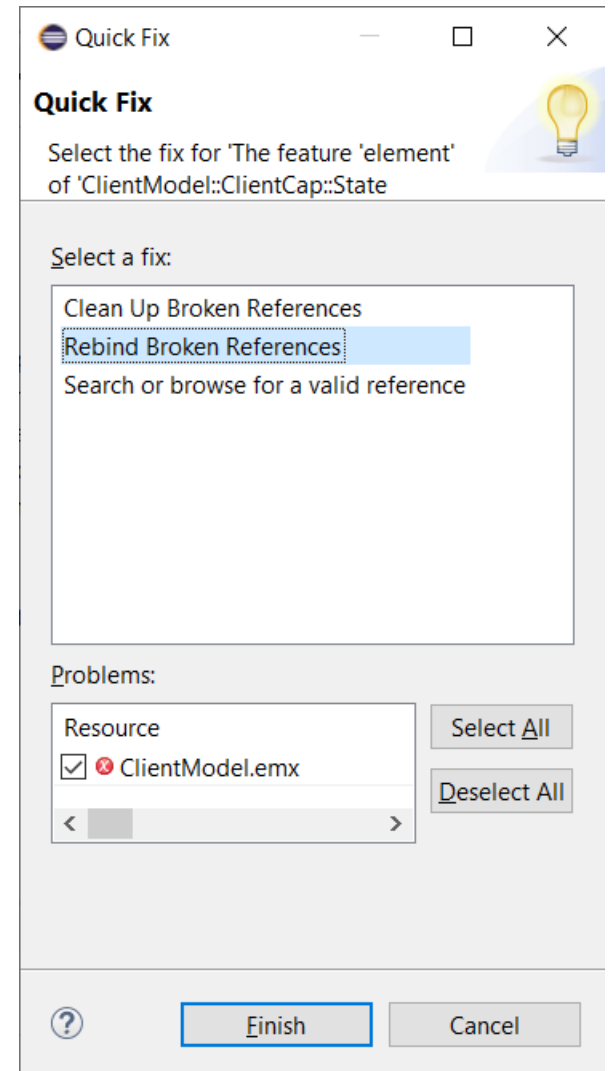 Quick Fix
Quick Fix
Select the fix for 'The feature 'element'
of 'ClientModel::ClientCap::State
Select a fix:
Clean Up Broken References
Rebind Broken References
Search or browse for a valid reference
Problems:
Resource
ClientModel.emx
Select All
Deselect All
Finish
Cancel